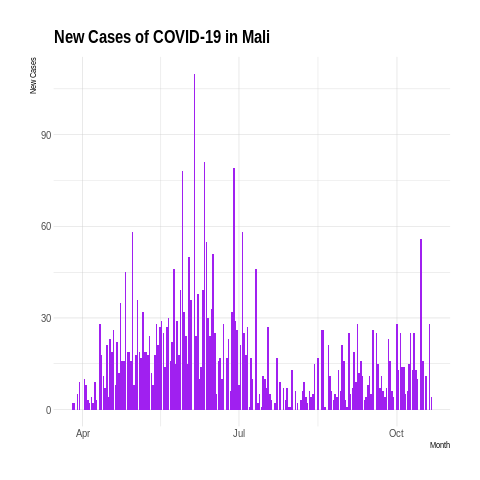 New Cases of COVID-19 in Mali
New Cases
90
60
30
0
Apr
Jul
Oct
Month